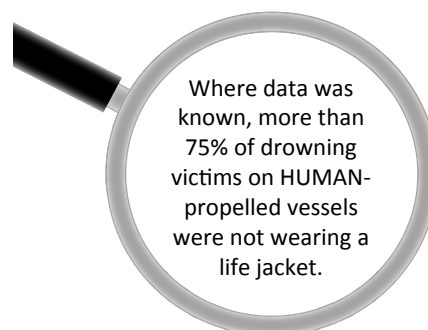 Where data was
known, more than
75% of drowning
victims on HUMAN-
propelled vessels
were not wearing a
life jacket.